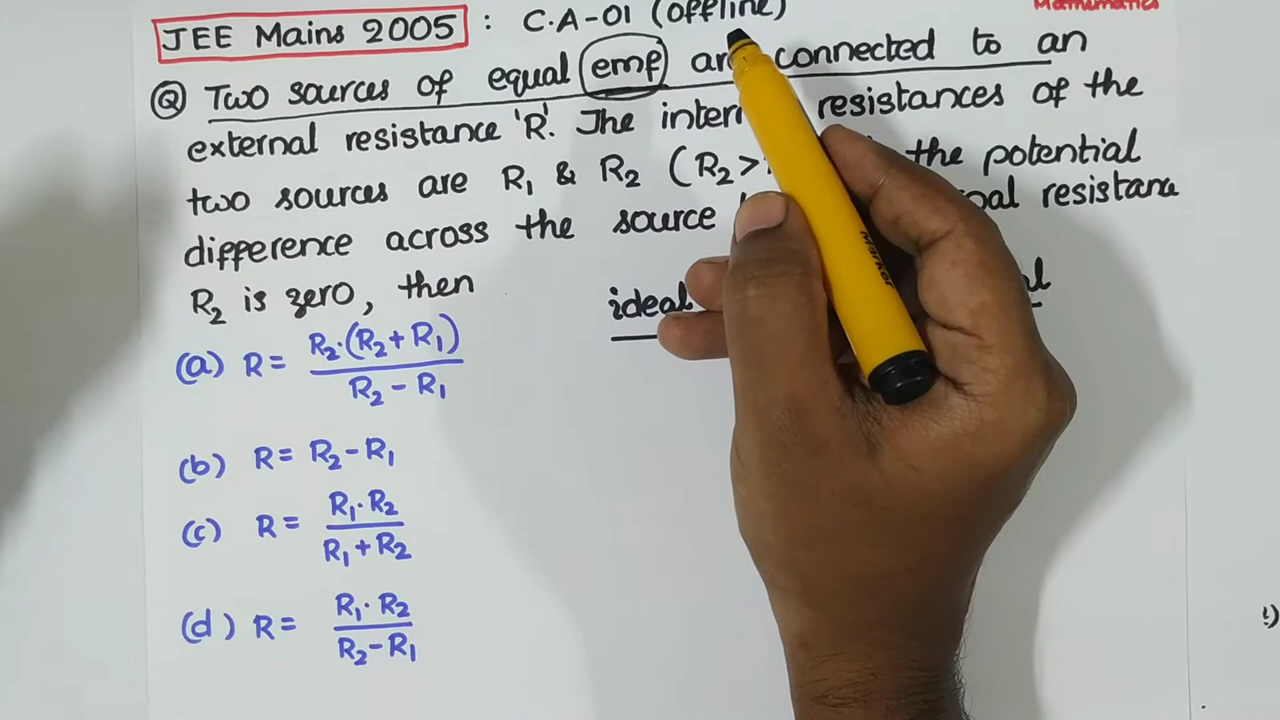 Mathematics
JEE Mains 2005 : C.A-01 (Offline)
Q Two sources of equal emf are connected to an
external resistance 'R'. The resistances of the
two sources are R₁ & R₂ (R₂> the potential
difference across the source resistance
R₂ is zero, then
ideal
(a) R = R₂.(R₂+R₁) / R₂ - R₁
(b) R = R₂-R₁
(c) R = R₁.R₂ / R₁+R₂
(d) R = R₁.R₂ / R₂-R₁
Marker